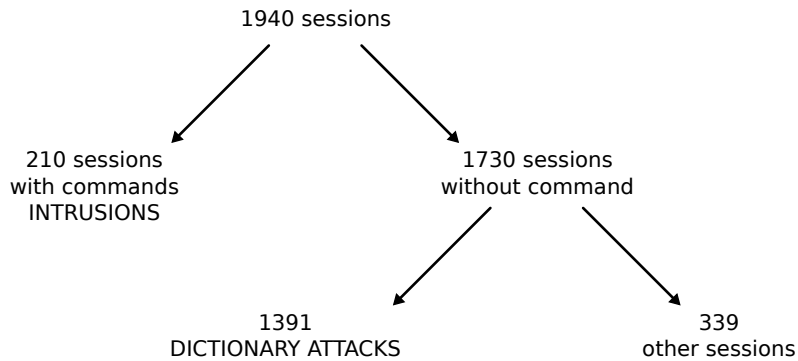 1940 sessions
210 sessions
with commands
INTRUSIONS
1730 sessions
without command
1391
DICTIONARY ATTACKS
339
other sessions